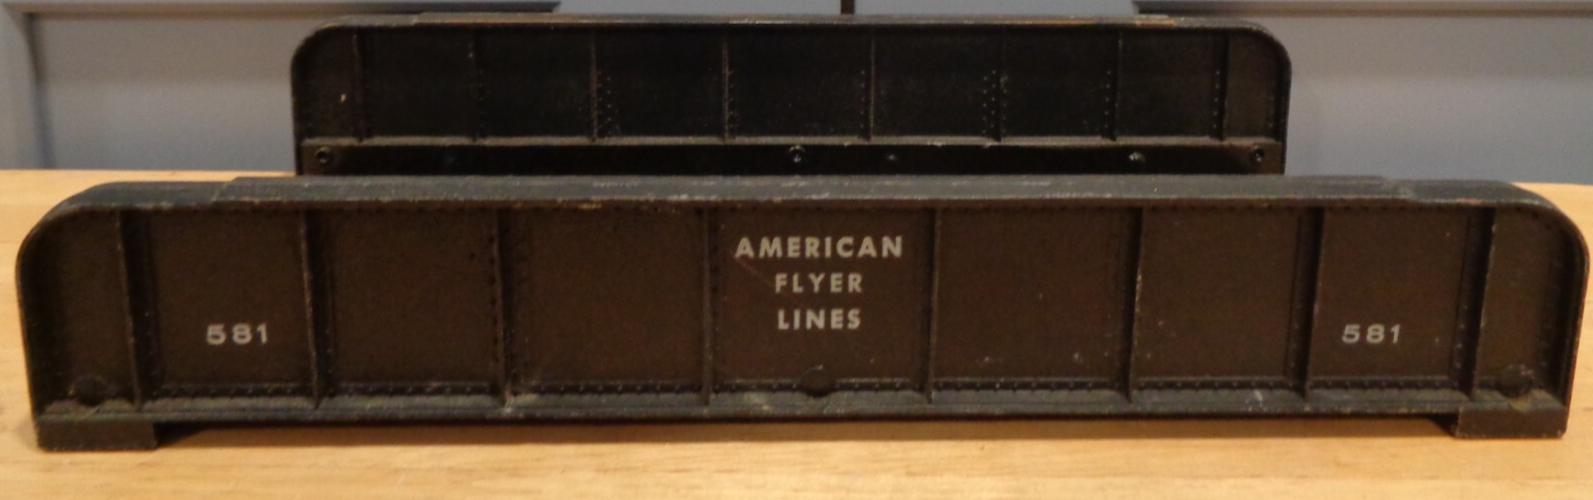 AMERICAN
FLYER
LINES
581
581